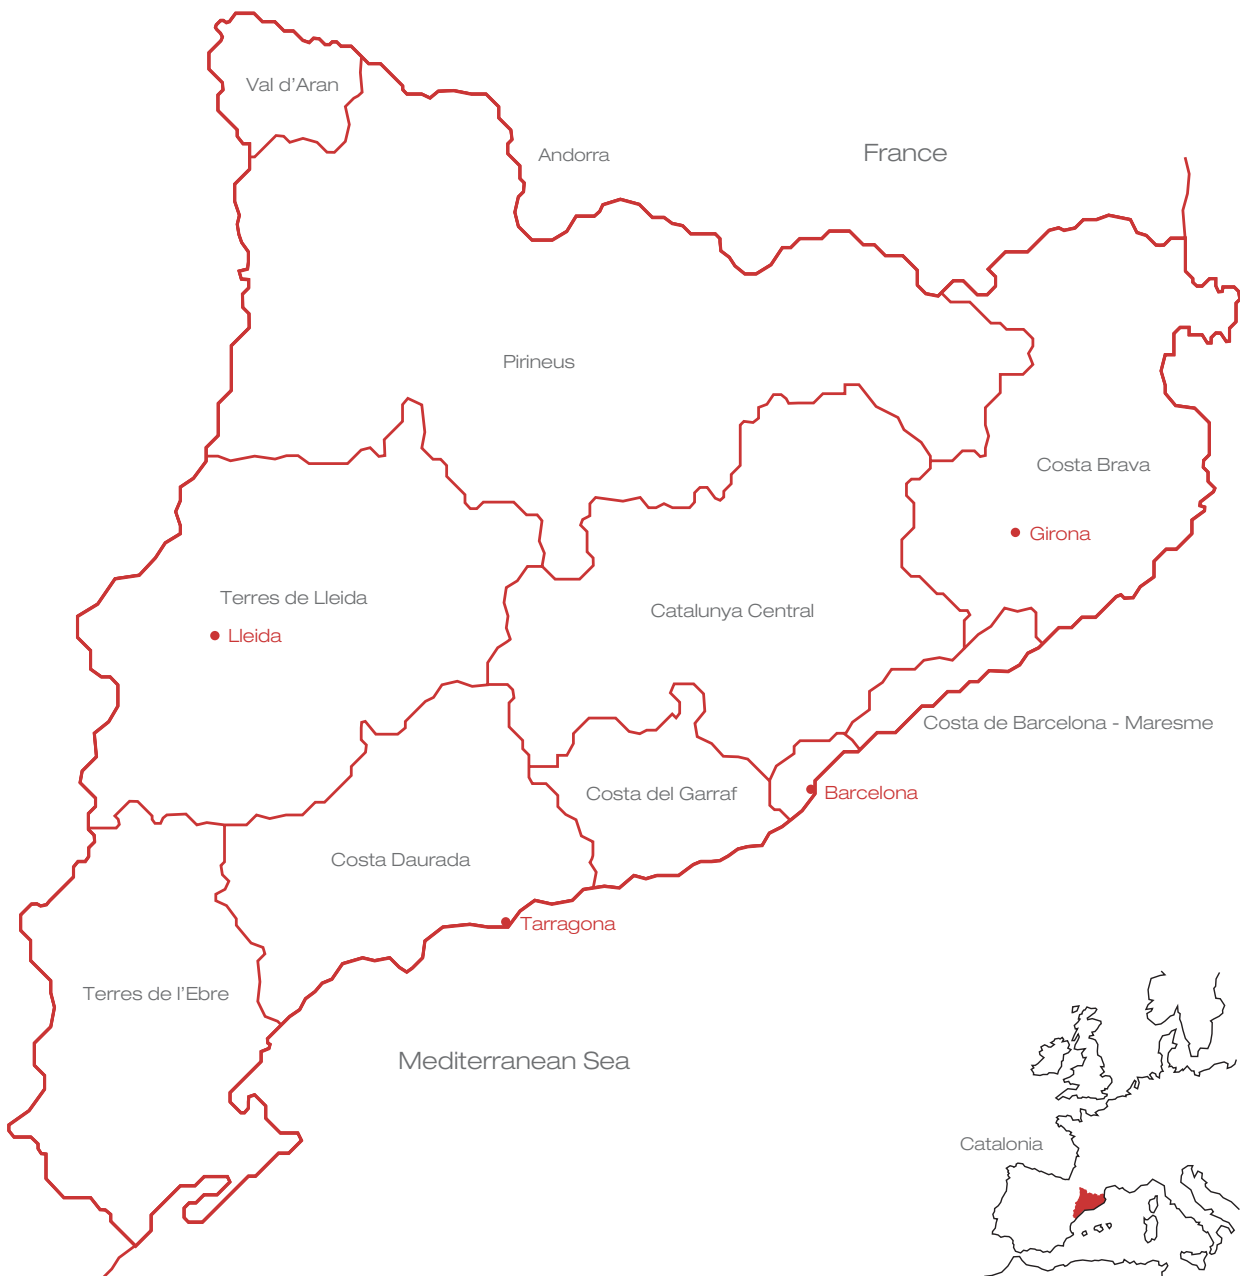 Val d'Aran
Andorra
France
Pirineus
Costa Brava
Girona
Terres de Lleida
Lleida
Catalunya Central
Costa de Barcelona - Maresme
Costa del Garraf
Barcelona
Costa Daurada
Tarragona
Terres de l'Ebre
Mediterranean Sea
Catalonia